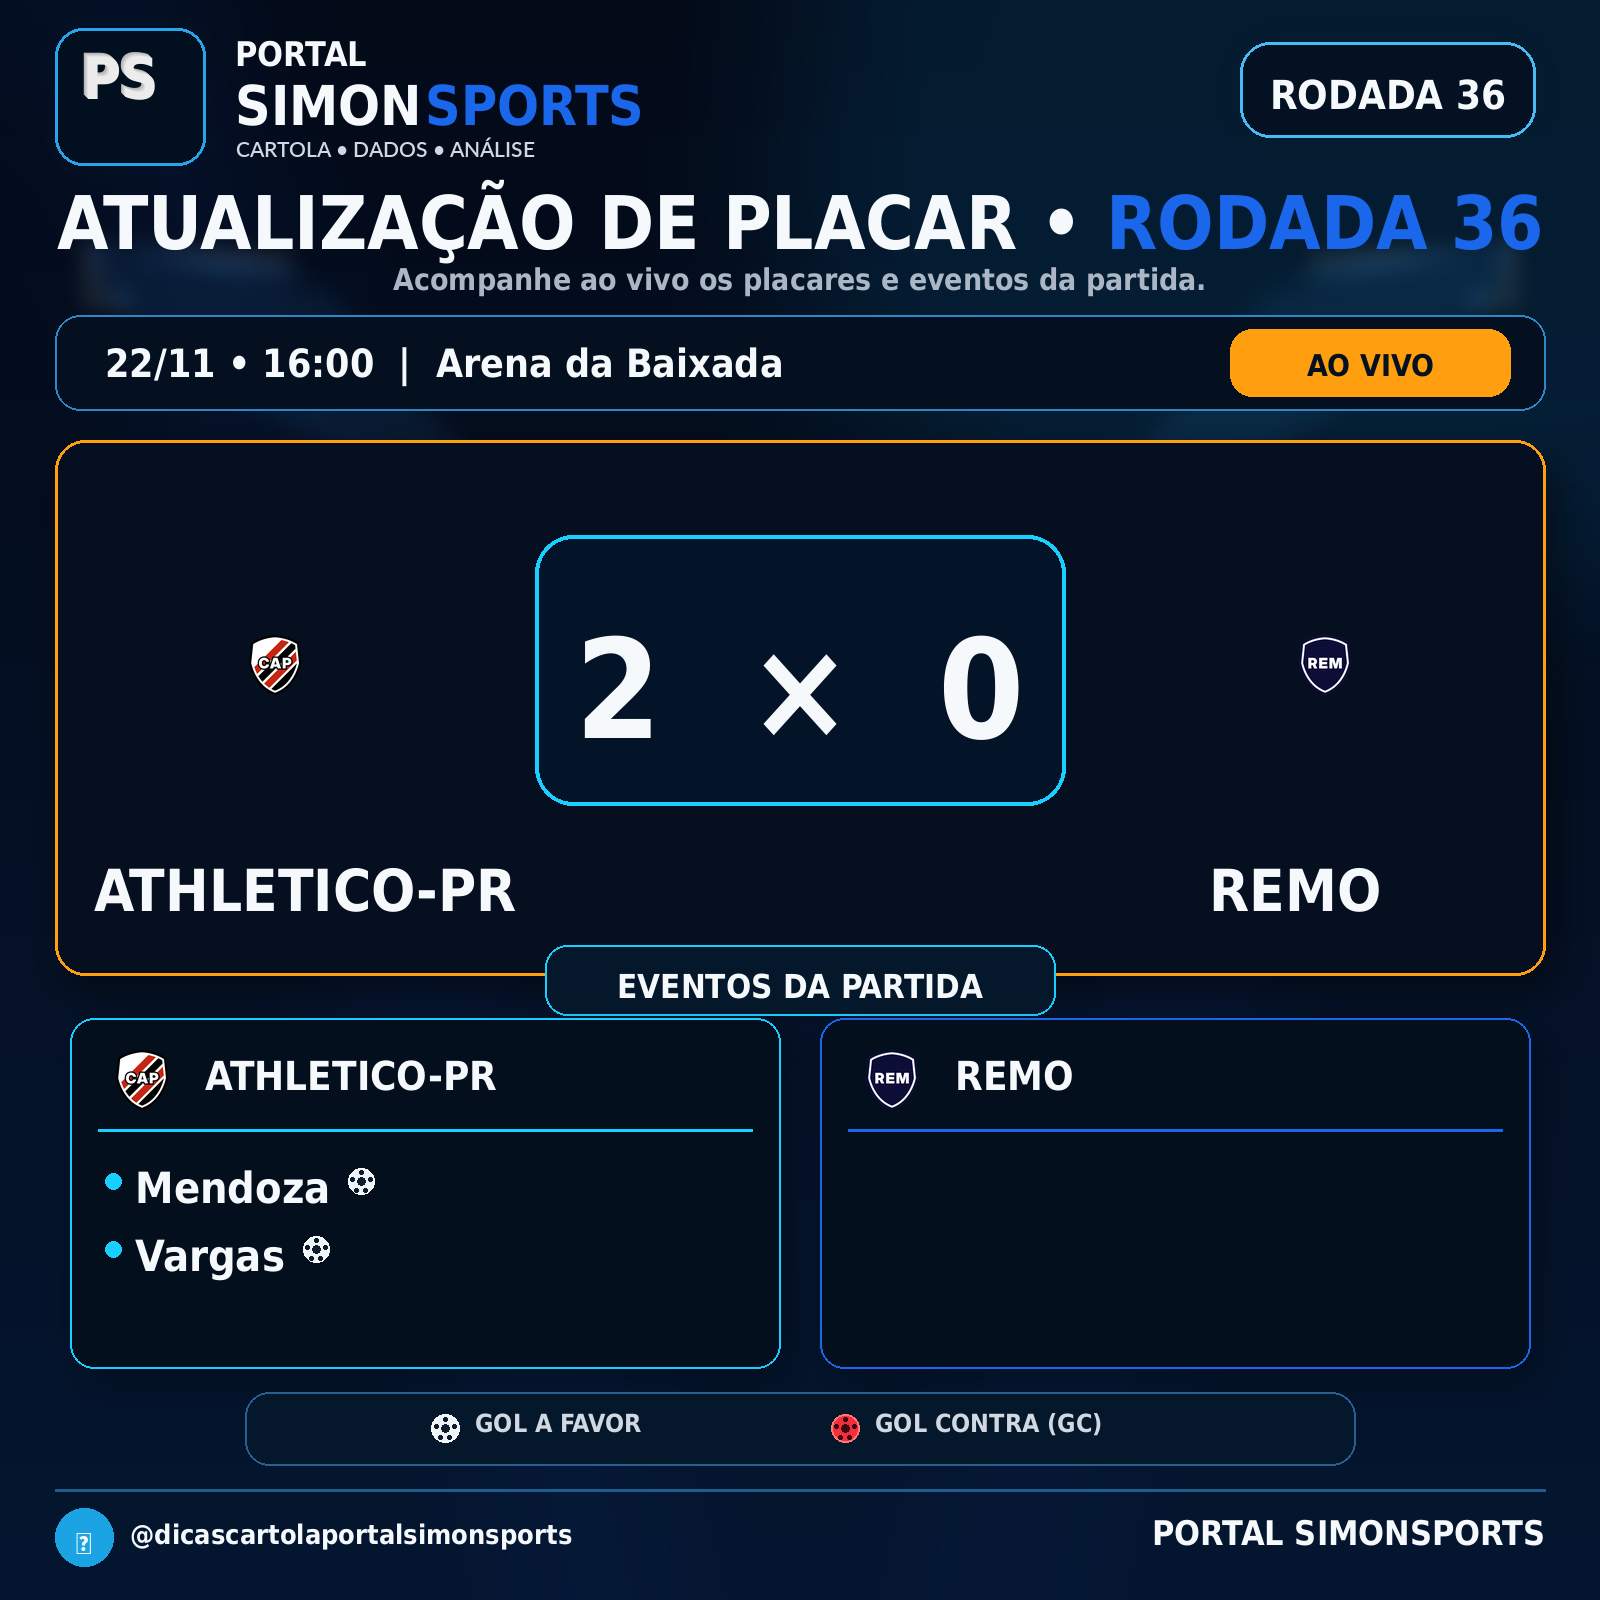 PS
PORTAL
SIMONSPORTS
CARTOLA • DADOS • ANÁLISE
RODADA 36
ATUALIZAÇÃO DE PLACAR • RODADA 36
Acompanhe ao vivo os placares e eventos da partida.
22/11 • 16:00 | Arena da Baixada
AO VIVO
CAP
2 × 0
REM
ATHLETICO-PR
REMO
EVENTOS DA PARTIDA
CAP
ATHLETICO-PR
• Mendoza
• Vargas
REM
REMO
GOL A FAVOR
GOL CONTRA (GC)
@dicascartolaportalsimonsports
PORTAL SIMONSPORTS